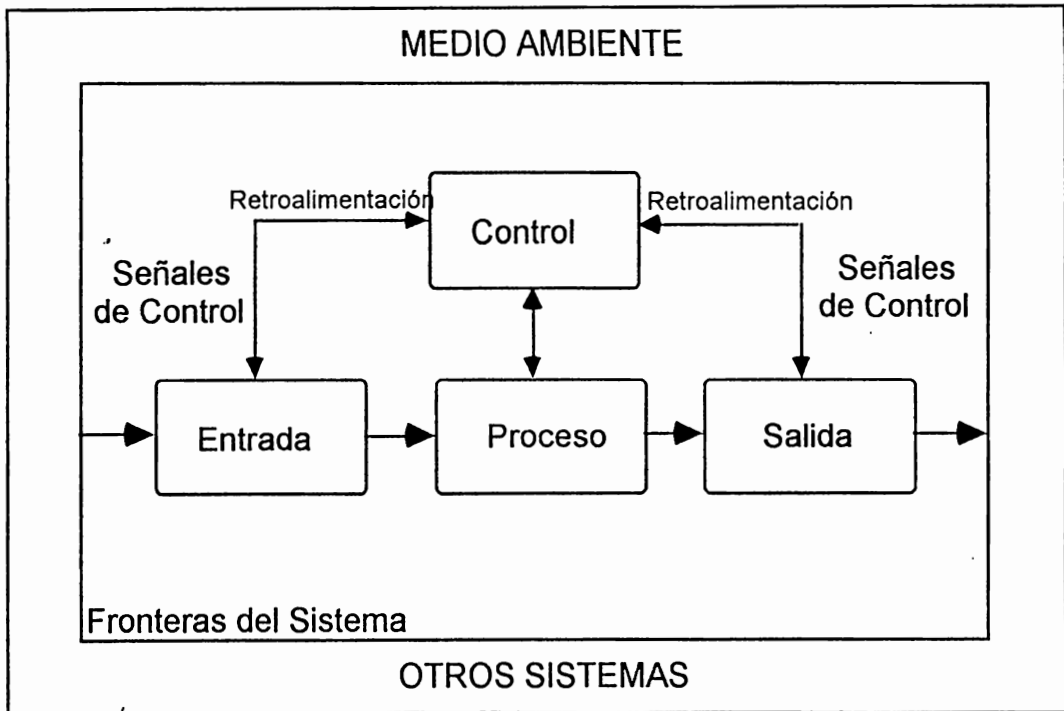 MEDIO AMBIENTE
Retroalimentación
Control
Retroalimentación
Señales
de Control
Señales
de Control
Entrada
Proceso
Salida
Fronteras del Sistema
OTROS SISTEMAS